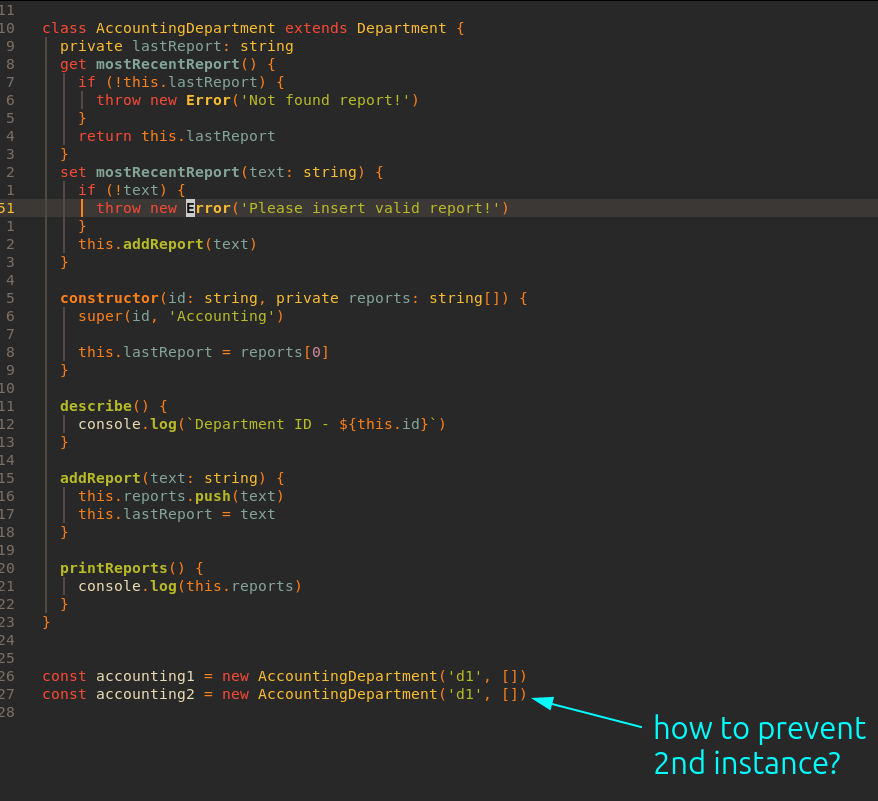 11
10 class AccountingDepartment extends Department {
9 private lastReport: string
8 get mostRecentReport() {
7 if (!this.lastReport) {
6 throw new Error('Not found report!')
5 }
4 return this.lastReport
3 }
2 set mostRecentReport(text: string) {
1 if (!text) {
51 throw new Error('Please insert valid report!')
1 }
2 this.addReport(text)
3 }
4
5 constructor(id: string, private reports: string[]) {
6 super(id, 'Accounting')
7
8 this.lastReport = reports[0]
9 }
10
11 describe() {
12 console.log(`Department ID - ${this.id}`)
13 }
14
15 addReport(text: string) {
16 this.reports.push(text)
17 this.lastReport = text
18 }
19
20 printReports() {
21 console.log(this.reports)
22 }
23 }
24
25
26 const accounting1 = new AccountingDepartment('d1', [])
27 const accounting2 = new AccountingDepartment('d1', [])
28
how to prevent
2nd instance?